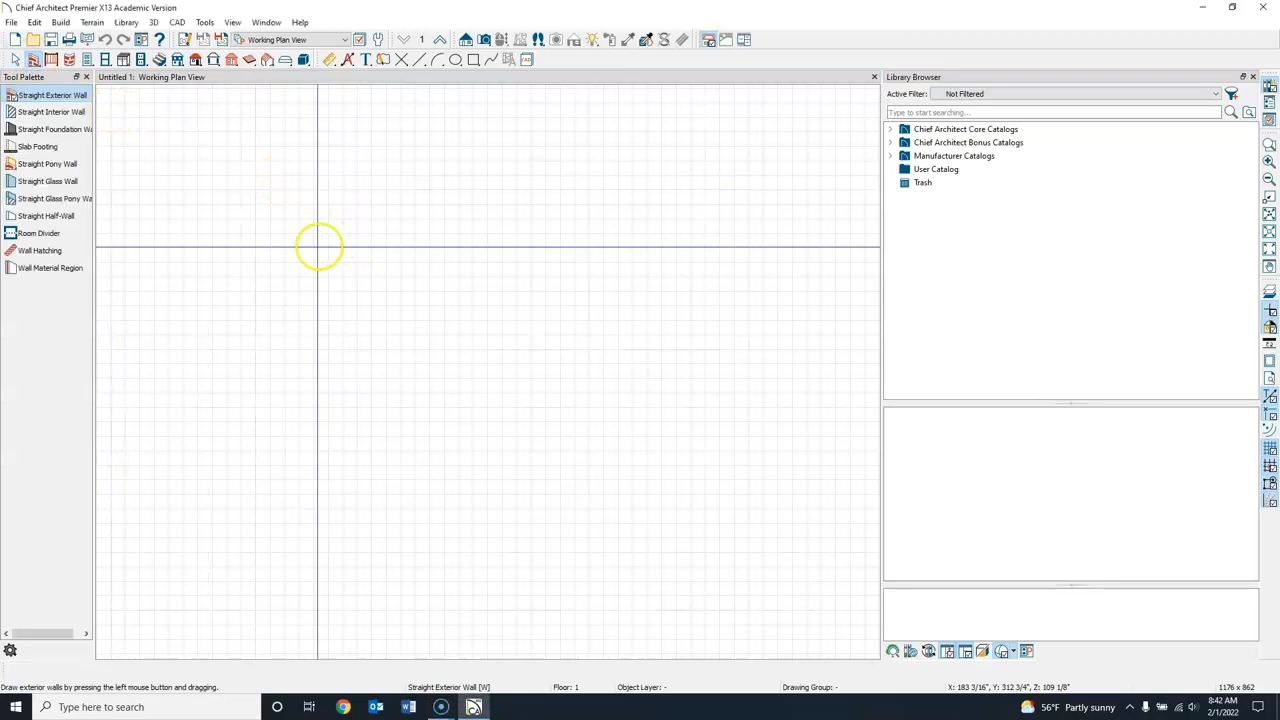 Chief Architect Premier X13 Academic Version
File Edit Build Terrain Library 3D CAD Tools View Window Help
Working Plan View 1
Tool Palette
Untitled 1: Working Plan View
Library Browser
Straight Exterior Wall
Straight Interior Wall
Straight Foundation Wa
Slab Footing
Straight Pony Wall
Straight Glass Wall
Straight Glass Pony Wa
Straight Half-Wall
Room Divider
Wall Hatching
Wall Material Region
Active Filter: Not Filtered
Type to start searching...
Chief Architect Core Catalogs
Chief Architect Bonus Catalogs
Manufacturer Catalogs
User Catalog
Trash
Draw exterior walls by pressing the left mouse button and dragging. Straight Exterior Wall [W] Floor: 1 Object Layer: - Drawing Group: - X: 183 3/16", Y: 312 3/4", Z: 109 1/8" 1176 x 862
Type here to search
56°F Partly sunny
8:42 AM
2/1/2023